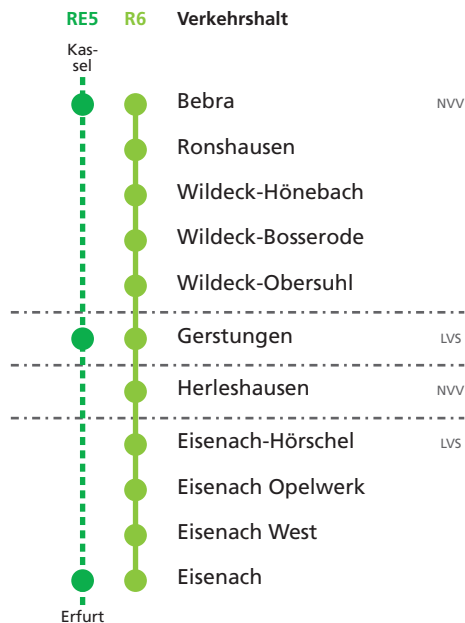 RE5 R6 Verkehrshalt
Kas-
sel
Bebra NVV
Ronshausen
Wildeck-Hönebach
Wildeck-Bosserode
Wildeck-Obersuhl
Gerstungen LVS
Herleshausen NVV
Eisenach-Hörschel LVS
Eisenach Opelwerk
Eisenach West
Eisenach
Erfurt